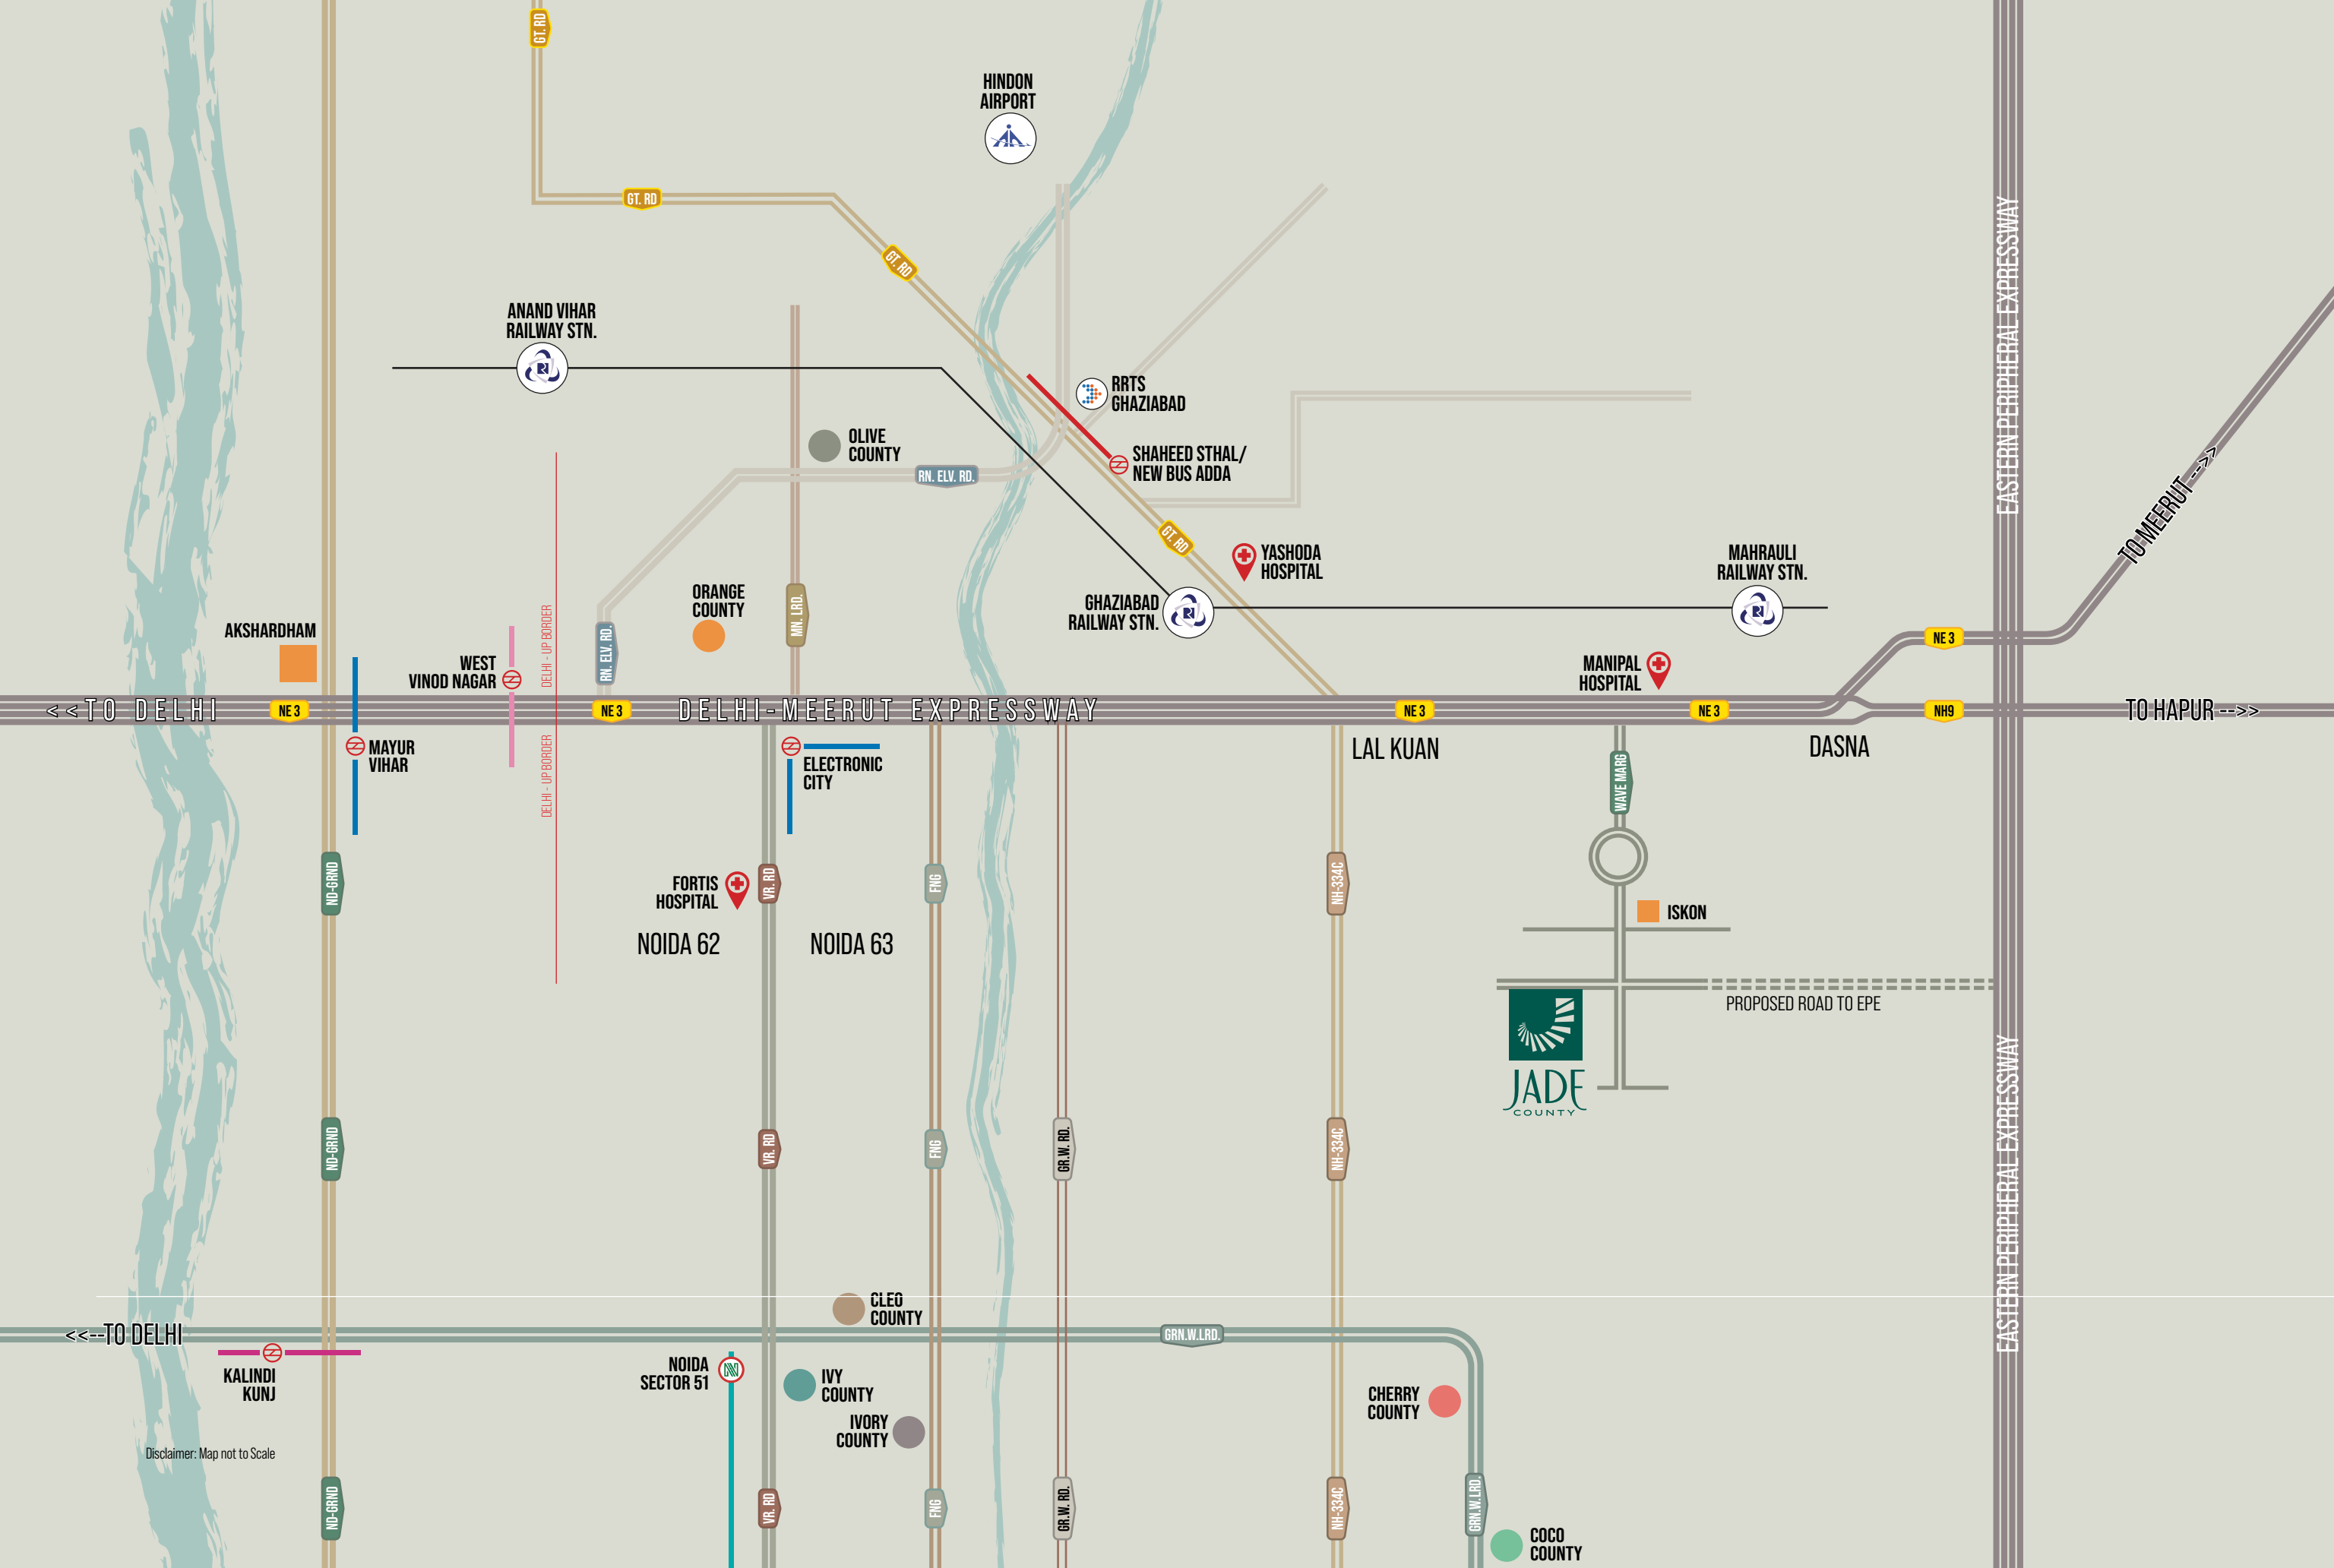 GT. RD
HINDON
AIRPORT
GT. RD
GT. RD
ANAND VIHAR
RAILWAY STN.
RRTS
GHAZIABAD
OLIVE
COUNTY
SHAHEED STHAL/
NEW BUS ADDA
RN. ELV. RD.
GT. RD
YASHODA
HOSPITAL
MAHRAULI
RAILWAY STN.
GHAZIABAD
RAILWAY STN.
EASTERN PERIPHERAL EXPRESSWAY
TO MEERUT -->>
ORANGE
COUNTY
MN. LRD.
RN. ELV. RD.
DELHI - UP BORDER
AKSHARDHAM
WEST
VINOD NAGAR
MANIPAL
HOSPITAL
NE 3
<<TO DELHI
NE 3
NE 3
DELHI-MEERUT EXPRESSWAY
NE 3
NE 3
NH9
TO HAPUR -->>
MAYUR
VIHAR
DELHI - UP BORDER
ELECTRONIC
CITY
LAL KUAN
DASNA
WAVE MARG
ND-GRND
FORTIS
HOSPITAL
VR. RD
FNG
NH-334C
ISKON
NOIDA 62
NOIDA 63
PROPOSED ROAD TO EPE
JADE
COUNTY
ND-GRND
VR. RD
FNG
GR.W. RD.
NH-334C
EASTERN PERIPHERAL EXPRESSWAY
CLEO
COUNTY
<<--TO DELHI
GRN.W.LRD.
KALINDI
KUNJ
NOIDA
SECTOR 51
IVY
COUNTY
IVORY
COUNTY
CHERRY
COUNTY
Disclaimer: Map not to Scale
ND-GRND
VR. RD
FNG
GR.W. RD.
NH-334C
GRN.W.LRD.
COCO
COUNTY